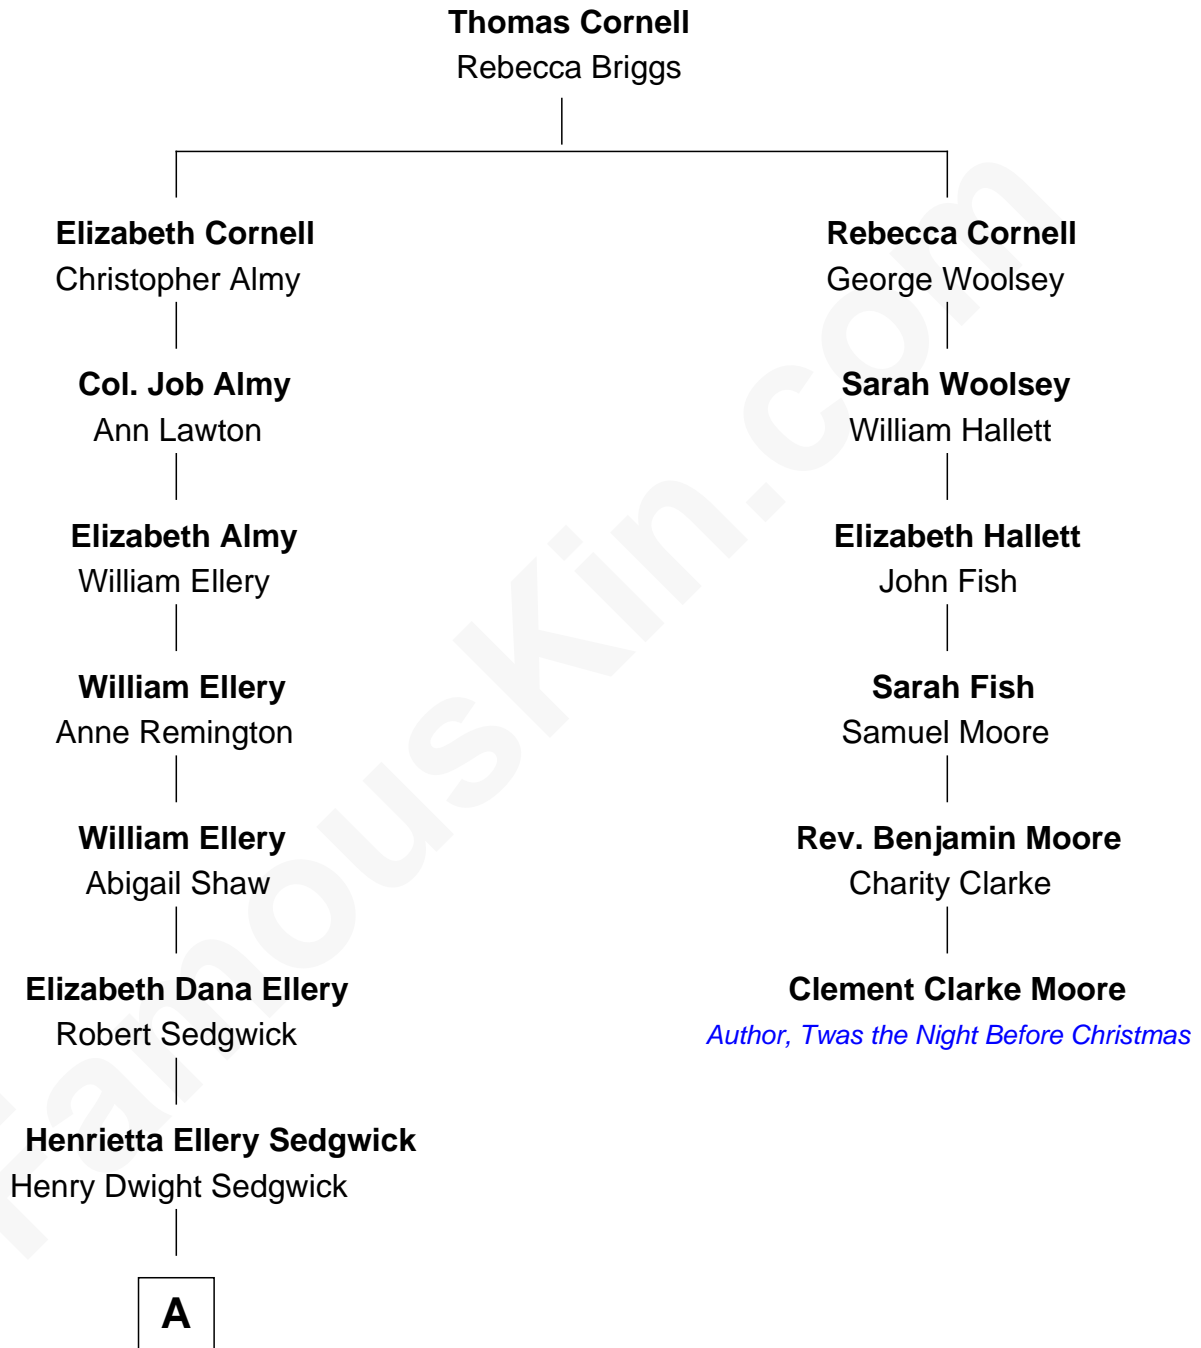 Thomas Cornell
Rebecca Briggs
Elizabeth Cornell
Christopher Almy
Rebecca Cornell
George Woolsey
Col. Job Almy
Ann Lawton
Sarah Woolsey
William Hallett
Elizabeth Almy
William Ellery
Elizabeth Hallett
John Fish
William Ellery
Anne Remington
Sarah Fish
Samuel Moore
William Ellery
Abigail Shaw
Rev. Benjamin Moore
Charity Clarke
Elizabeth Dana Ellery
Robert Sedgwick
Clement Clarke Moore
Author, Twas the Night Before Christmas
Henrietta Ellery Sedgwick
Henry Dwight Sedgwick
A
FamousKin.com